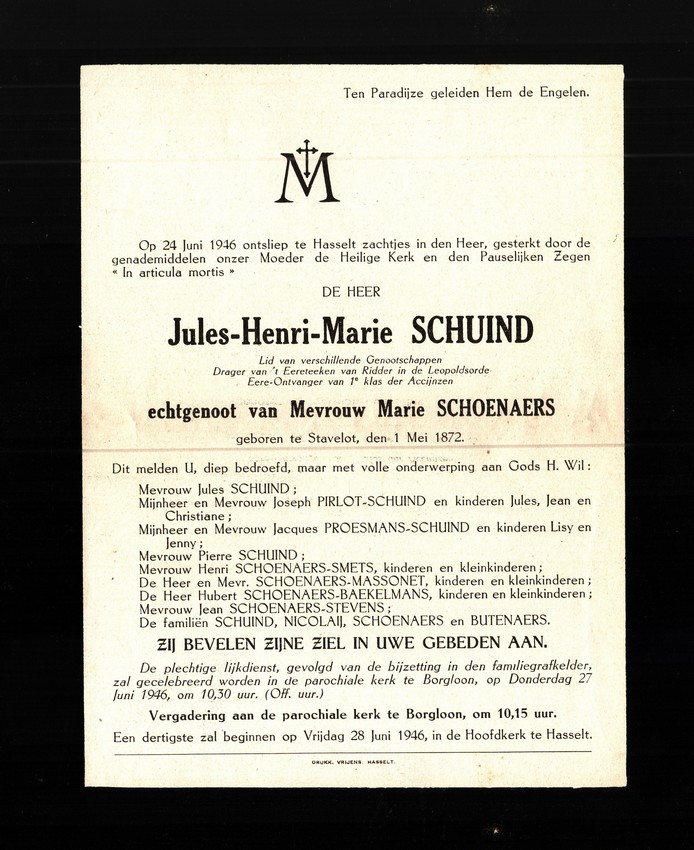 Ten Paradijze geleiden Hem de Engelen.
M
Op 24 Juni 1946 ontsliep te Hasselt zachtjes in den Heer, gesterkt door de
genademiddelen onzer Moeder de Heilige Kerk en den Pauselijken Zegen
« In articula mortis »
DE HEER
Jules-Henri-Marie SCHUIND
Lid van verschillende Genootschappen
Drager van 't Eereteeken van Ridder in de Leopoldsorde
Eere-Ontvanger van 1e klas der Accijnzen
echtgenoot van Mevrouw Marie SCHOENAERS
geboren te Stavelot, den 1 Mei 1872.
Dit melden U, diep bedroefd, maar met volle onderwerping aan Gods H. Wil :
Mevrouw Jules SCHUIND ;
Mijnheer en Mevrouw Joseph PIRLOT-SCHUIND en kinderen Jules, Jean en
Christiane ;
Mijnheer en Mevrouw Jacques PROESMANS-SCHUIND en kinderen Lisy en
Jenny ;
Mevrouw Pierre SCHUIND ;
Mevrouw Henri SCHOENAERS-SMETS, kinderen en kleinkinderen ;
De Heer en Mevr. SCHOENAERS-MASSONET, kinderen en kleinkinderen ;
De Heer Hubert SCHOENAERS-BAEKELMANS, kinderen en kleinkinderen ;
Mevrouw Jean SCHOENAERS-STEVENS ;
De familiën SCHUIND, NICOLAIJ, SCHOENAERS en BUTENAERS.
ZIJ BEVELEN ZIJNE ZIEL IN UWE GEBEDEN AAN.
De plechtige lijkdienst, gevolgd van de bijzetting in den familiegrafkelder,
zal gecelebreerd worden in de parochiale kerk te Borgloon, op Donderdag 27
Juni 1946, om 10,30 uur. (Off. uur.)
Vergadering aan de parochiale kerk te Borgloon, om 10,15 uur.
Een dertigste zal beginnen op Vrijdag 28 Juni 1946, in de Hoofdkerk te Hasselt.
DRUKK. VRIJENS. HASSELT.